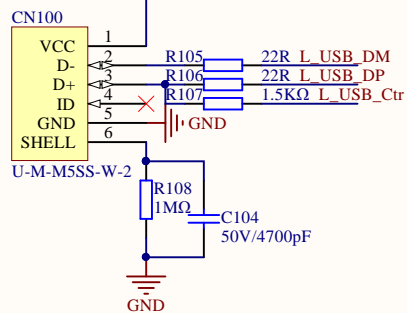 CN100
VCC 1
D- 2 R105 22R L_USB_DM
D+ 3 R106 22R L_USB_DP
ID 4 R107 1.5KΩ L_USB_Ctr
GND 5 GND
SHELL 6
U-M-M5SS-W-2
R108
1MΩ
C104
50V/4700pF
GND